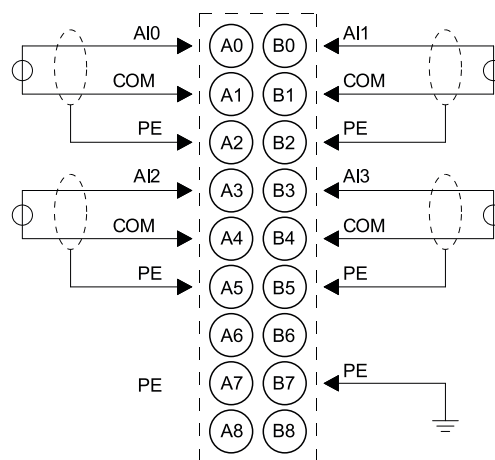 AI0 A0 B0 AI1
COM A1 B1 COM
PE A2 B2 PE
AI2 A3 B3 AI3
COM A4 B4 COM
PE A5 B5 PE
A6 B6
PE A7 B7 PE
A8 B8